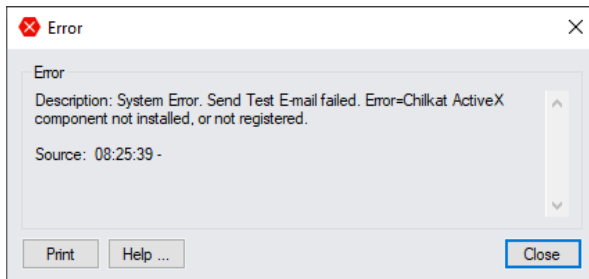 Error
Error
Description: System Error. Send Test E-mail failed. Error=Chilkat ActiveX
component not installed, or not registered.
Source: 08:25:39 -
Print
Help ...
Close